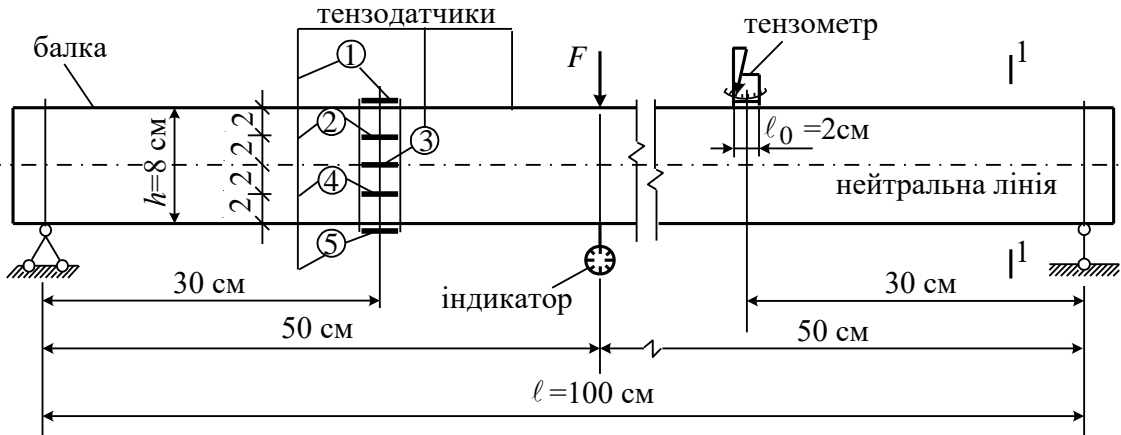 тензодатчики
балка
F
тензометр
1
1
2
3
4
5
2
2
2
2
h=8 см
ℓ0 =2см
нейтральна лінія
1
30 см
індикатор
30 см
50 см
50 см
ℓ =100 см